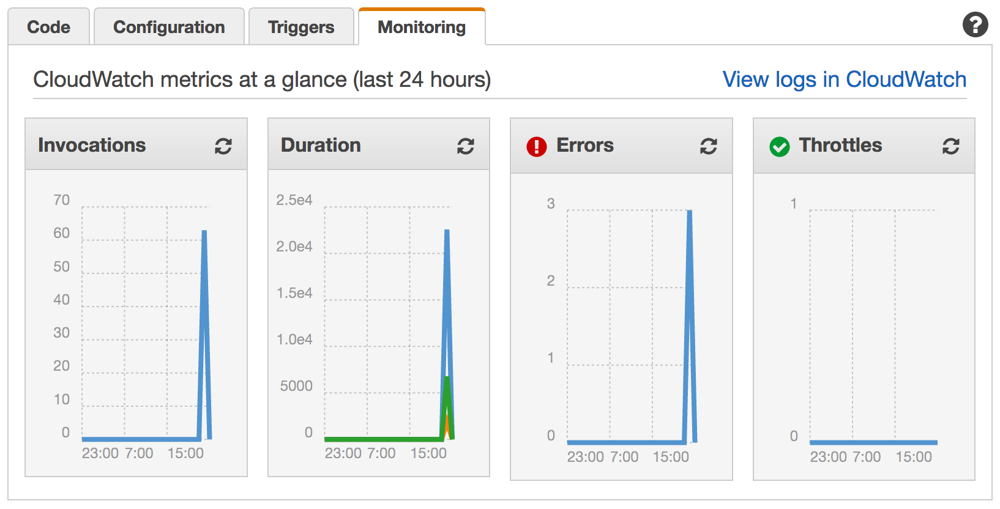 Code
Configuration
Triggers
Monitoring
?
CloudWatch metrics at a glance (last 24 hours)
View logs in CloudWatch
Invocations
70
60
50
40
30
20
10
0
23:00 7:00 15:00
Duration
2.5e4
2.0e4
1.5e4
1.0e4
5000
0
23:00 7:00 15:00
! Errors
3
2
1
0
23:00 7:00 15:00
Throttles
1
0
23:00 7:00 15:00